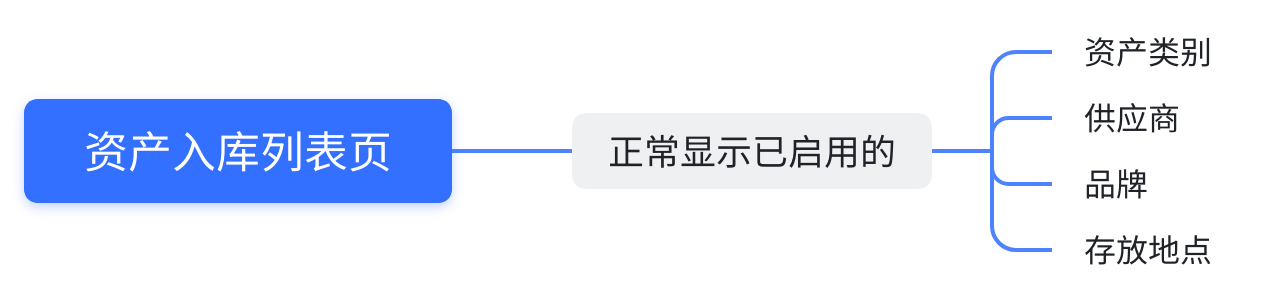 资产入库列表页
正常显示已启用的
资产类别
供应商
品牌
存放地点